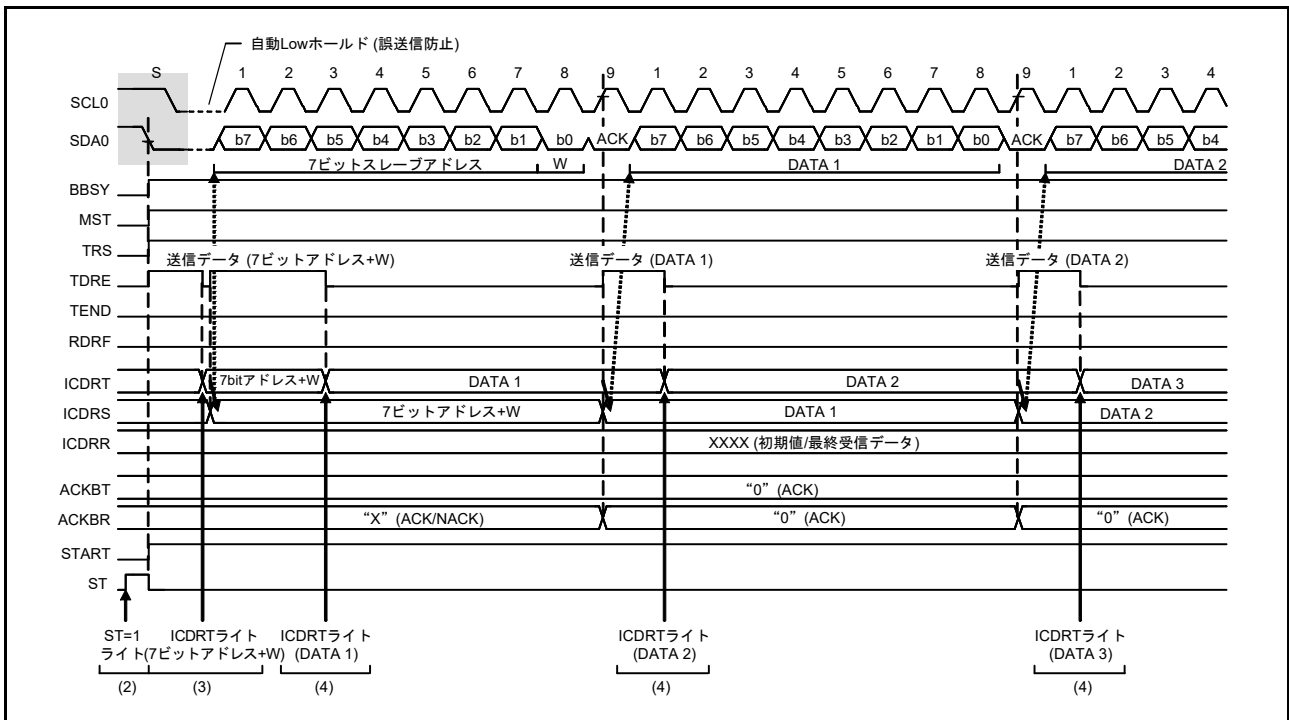 自動Lowホールド (誤送信防止)
S 1 2 3 4 5 6 7 8 9 1 2 3 4 5 6 7 8 9 1 2 3 4
SCL0
SDA0 b7 b6 b5 b4 b3 b2 b1 b0 ACK b7 b6 b5 b4 b3 b2 b1 b0 ACK b7 b6 b5 b4
7ビットスレーブアドレス W DATA 1 DATA 2
BBSY
MST
TRS
送信データ (7ビットアドレス+W) 送信データ (DATA 1) 送信データ (DATA 2)
TDRE
TEND
RDRF
ICDRT 7bitアドレス+W DATA 1 DATA 2 DATA 3
ICDRS 7ビットアドレス+W DATA 1 DATA 2
ICDRR XXXX (初期値/最終受信データ)
ACKBT “0” (ACK)
ACKBR “X” (ACK/NACK) “0” (ACK) “0” (ACK)
START
ST
ST=1 ICDRTライト ICDRTライト ICDRTライト ICDRTライト
ライト (7ビットアドレス+W) (DATA 1) (DATA 2) (DATA 3)
(2) (3) (4) (4) (4)